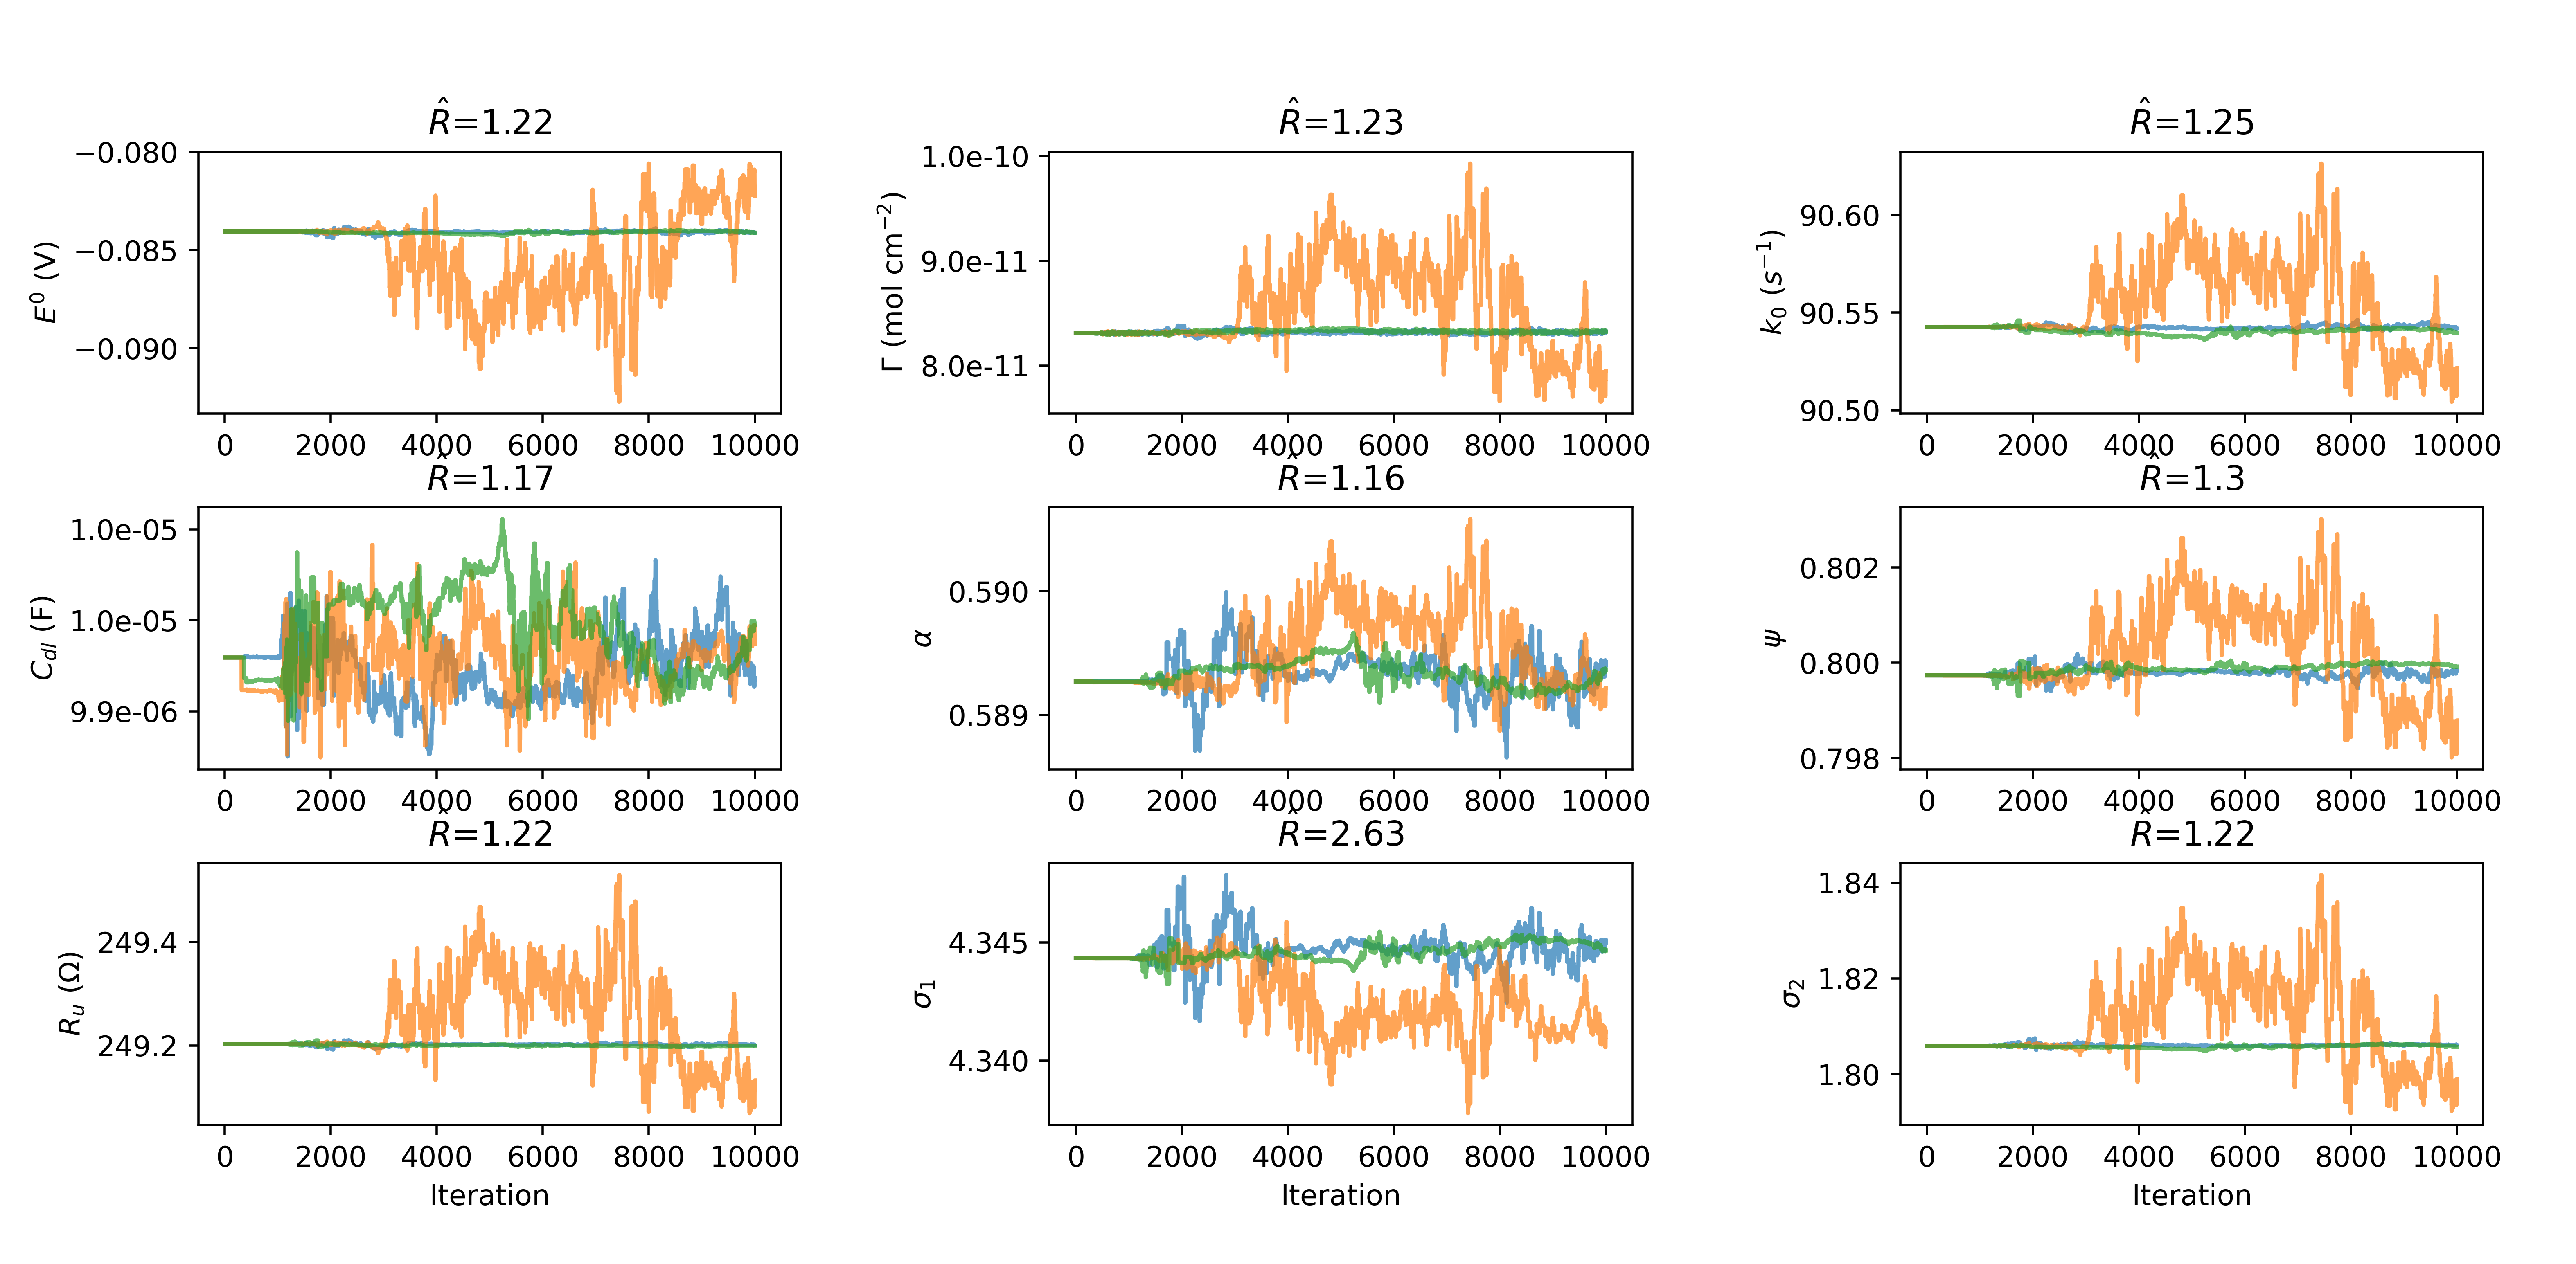 R̂=1.22
R̂=1.23
R̂=1.25
−0.080
−0.085
−0.090
E⁰ (V)
0 2000 4000 6000 8000 10000
1.0e-10
9.0e-11
8.0e-11
Γ (mol cm⁻²)
0 2000 4000 6000 8000 10000
90.60
90.55
90.50
k₀ (s⁻¹)
0 2000 4000 6000 8000 10000
R̂=1.17
R̂=1.16
R̂=1.3
1.0e-05
1.0e-05
9.9e-06
C_dl (F)
0 2000 4000 6000 8000 10000
0.590
0.589
α
0 2000 4000 6000 8000 10000
0.802
0.800
0.798
ψ
0 2000 4000 6000 8000 10000
R̂=1.22
R̂=2.63
R̂=1.22
249.4
249.2
R_u (Ω)
0 2000 4000 6000 8000 10000
Iteration
4.345
4.340
σ₁
0 2000 4000 6000 8000 10000
Iteration
1.84
1.82
1.80
σ₂
0 2000 4000 6000 8000 10000
Iteration